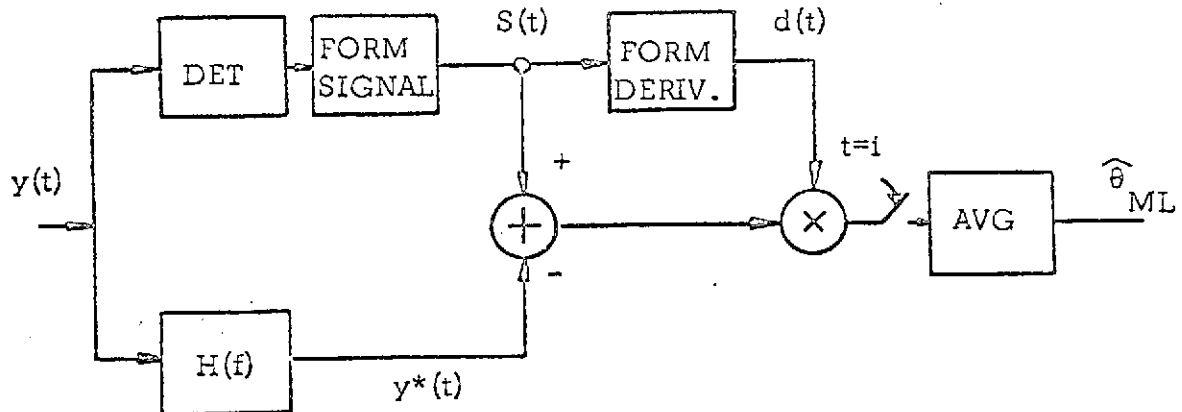 S(t)
d(t)
DET
FORM
SIGNAL
FORM
DERIV.
y(t)
+
t=i
+
×
AVG
θ̂ML
-
H(f)
y*(t)